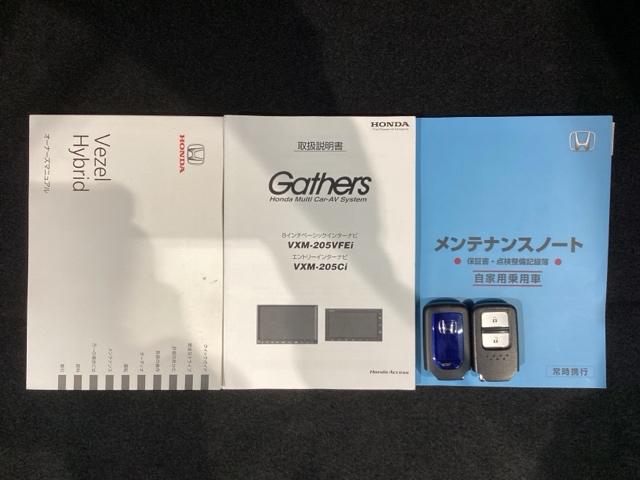 HONDA
Vezel
Hybrid
オーナーズマニュアル
HONDA
The Power of Dreams
取扱説明書
Gathers
Honda Multi Car-AV System
8インチベーシックインターナビ
VXM-205VFEi
エントリーインターナビ
VXM-205Ci
Honda Access
メンテナンスノート
保証書・点検整備記録簿
自家用乗用車
常時携行